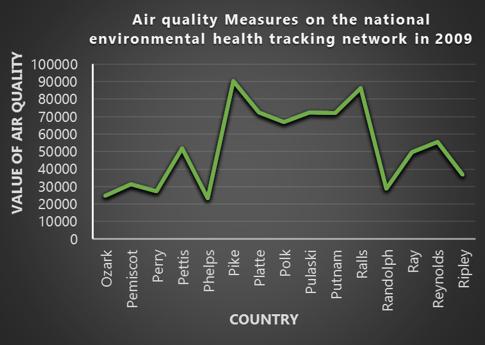 Air quality Measures on the national
environmental health tracking network in 2009
VALUE OF AIR QUALITY
100000
90000
80000
70000
60000
50000
40000
30000
20000
10000
0
Ozark
Pemiscot
Perry
Pettis
Phelps
Pike
Platte
Polk
Pulaski
Putnam
Ralls
Randolph
Ray
Reynolds
Ripley
COUNTRY